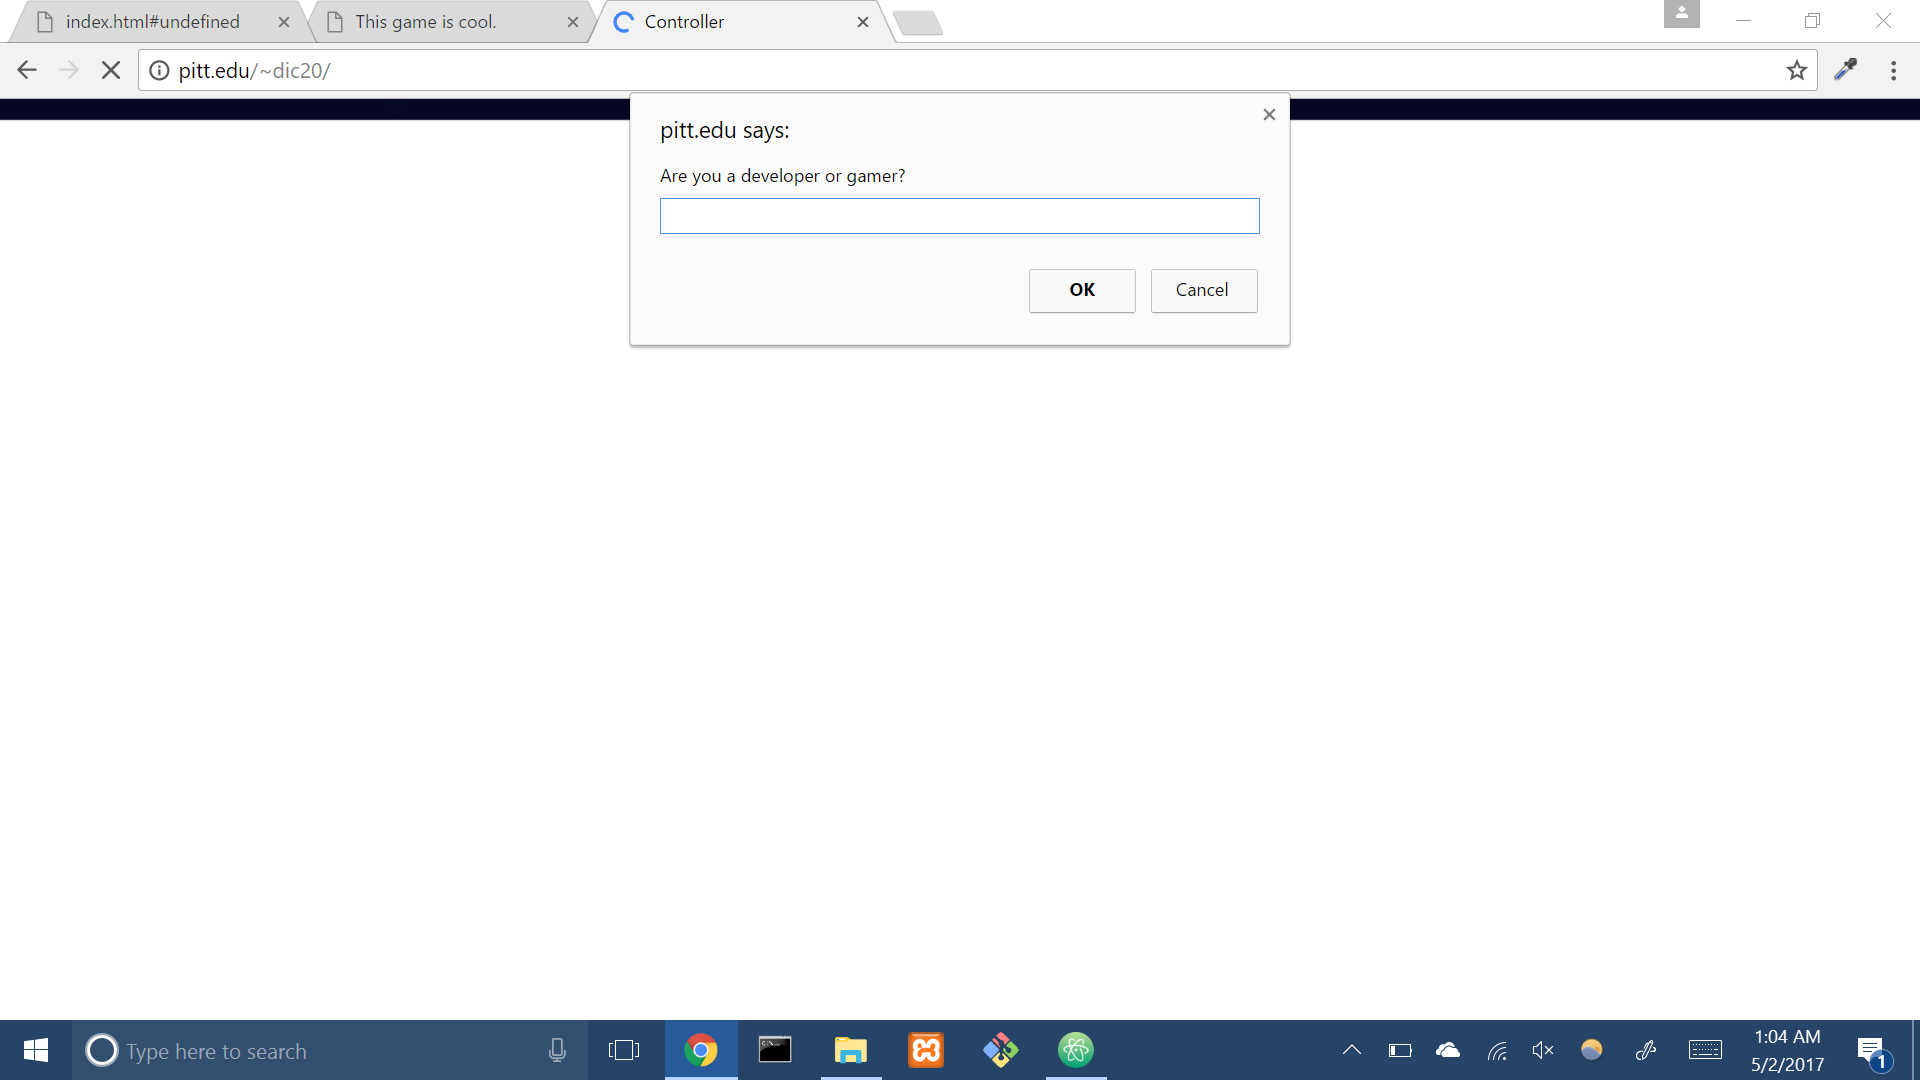 index.html#undefined
This game is cool.
Controller
pitt.edu/~dic20/
pitt.edu says:
Are you a developer or gamer?
OK
Cancel
Type here to search
C:\_
1:04 AM
5/2/2017
1